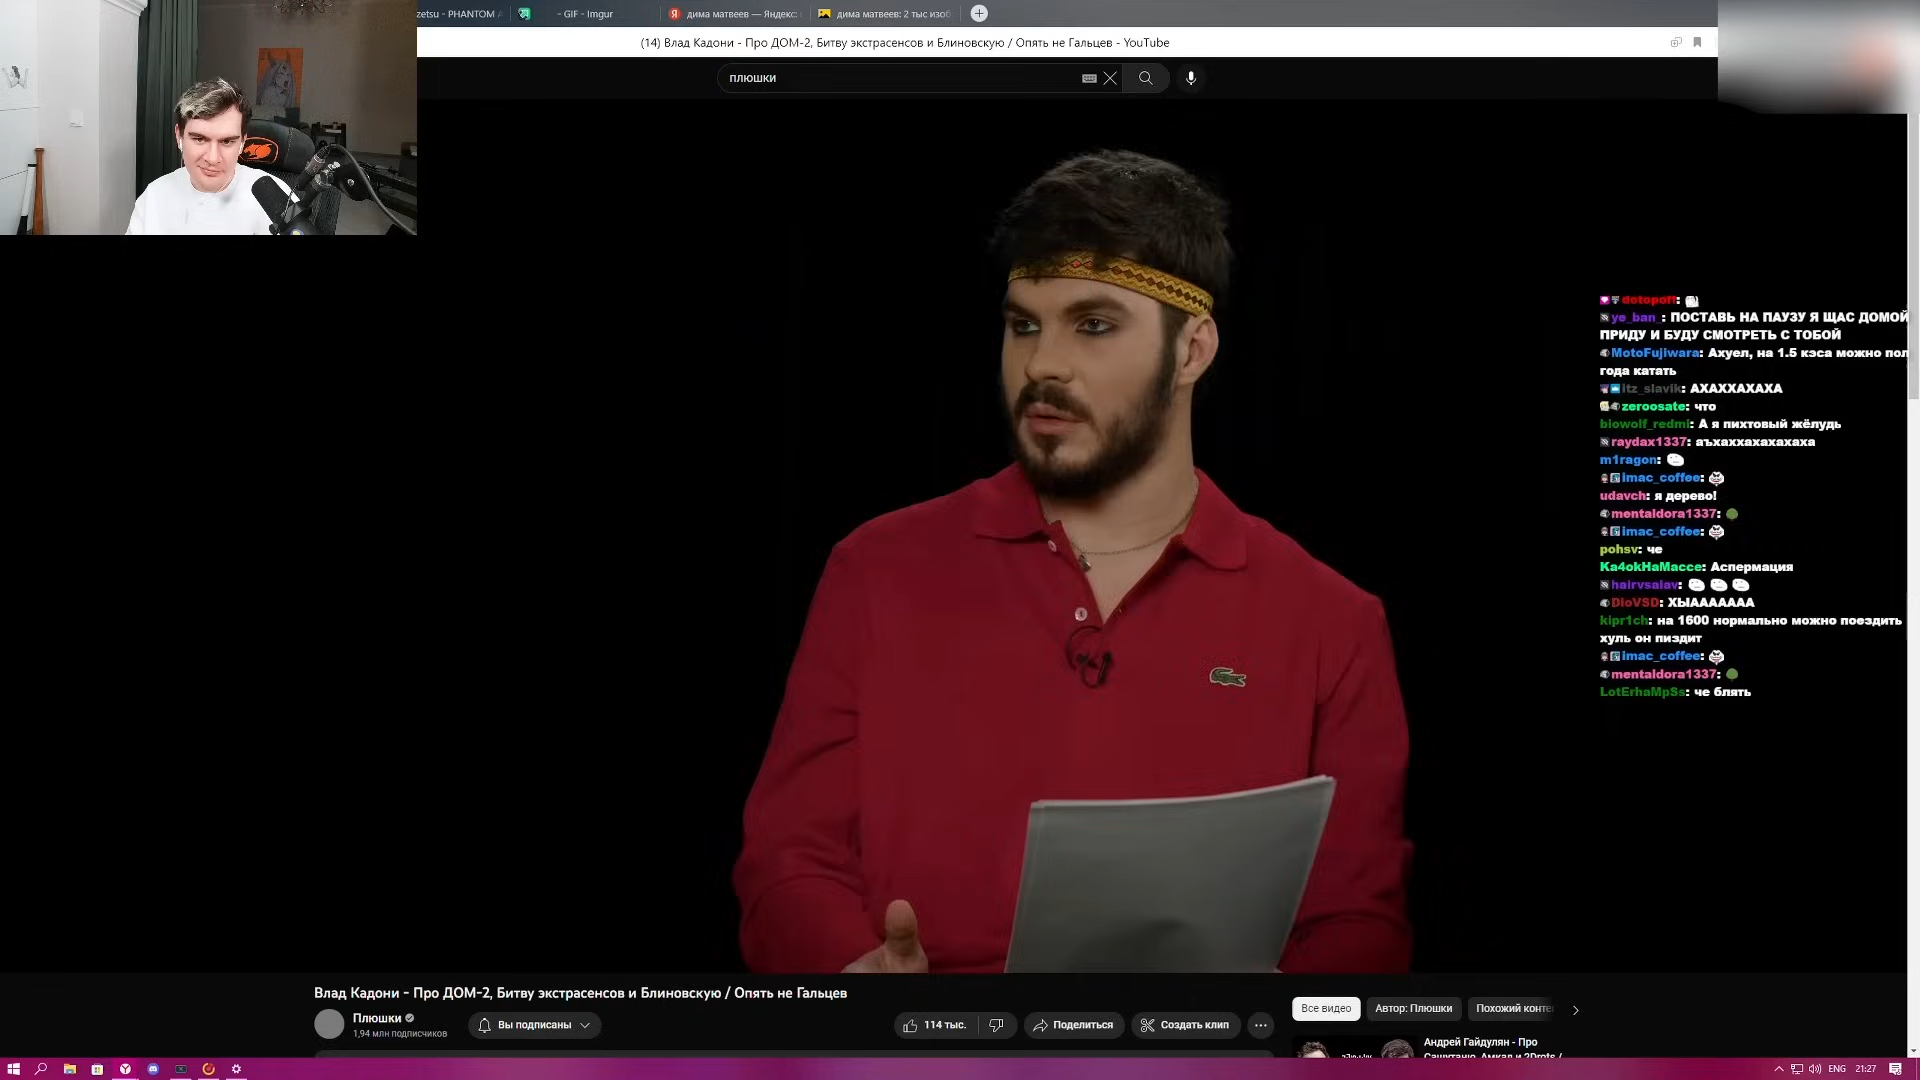 zetsu - PHANTOM
- GIF - Imgur
дима матвеев — Яндекс:
дима матвеев: 2 тыс изоб
(14) Влад Кадони - Про ДОМ-2, Битву экстрасенсов и Блиновскую / Опять не Гальцев - YouTube
плюшки
dotopoff:
ye_ban_: ПОСТАВЬ НА ПАУЗУ Я ЩАС ДОМОЙ
ПРИДУ И БУДУ СМОТРЕТЬ С ТОБОЙ
MotoFujiwara: Ахуел, на 1.5 кэса можно пол
года катать
itz_slavik: АХАХХАХАХА
zeroosate: что
biowolf_redmi: А я пихтовый жёлудь
raydax1337: аъхаххахахахаха
m1ragon:
imac_coffee:
udavch: я дерево!
mentaldora1337:
imac_coffee:
pohsv: че
Ka4okHaMacce: Аспермация
hairvsalav:
DioVSD: ХЫААААААА
kipr1ch: на 1600 нормально можно поездить
хуль он пиздит
imac_coffee:
mentaldora1337:
LotErhaMpSs: че блять
Влад Кадони - Про ДОМ-2, Битву экстрасенсов и Блиновскую / Опять не Гальцев
Плюшки
1,94 млн подписчиков
Вы подписаны
114 тыс.
Поделиться
Создать клип
Все видео
Автор: Плюшки
Похожий конте
Андрей Гайдулян - Про
Сашутаню, Амкал и 2Drots /
ENG
21:27